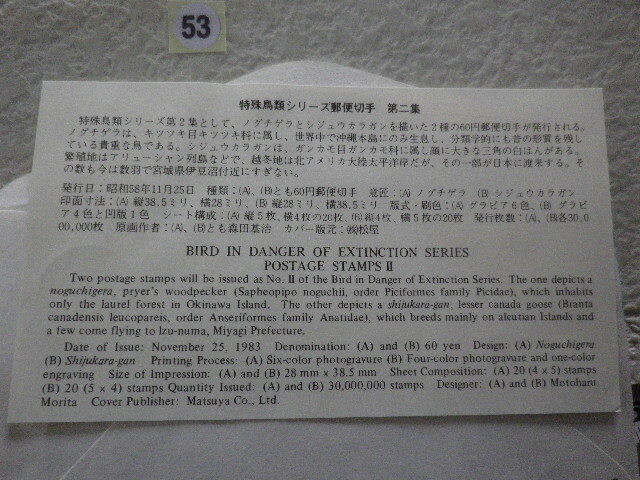 53
特殊鳥類シリーズ郵便切手 第二集
特殊鳥類シリーズ第2集として、ノグチゲラとシジュウカラガンを描いた2種の60円郵便切手が発行される。
ノグチゲラは、キツツキ目キツツキ科に属し、世界中で沖縄本島にのみ生息し、分類学的にも昔の形質を残し
ている貴重な鳥である。シジュウカラガンは、ガンカモ目ガンカモ科に属し顔に大きな三角の白はんがある。
繁殖地はアリューシャン列島などで、越冬地は北アメリカ大陸太平洋岸だが、その一部が日本に渡来する。そ
の数も今は数羽で宮城県伊豆沼付近にすぎない。
発行日：昭和58年11月25日 種類：(A)、(B)とも60円郵便切手 意匠：(A) ノグチゲラ (B) シジュウカラガン
印面寸法：(A) 縦38.5ミリ、横28ミリ、(B) 縦28ミリ、横38.5ミリ 版式・刷色：(A) グラビア6色、(B) グラビ
ア4色と凹版1色 シート構成：(A) 縦5枚、横4枚の20枚、(B) 縦4枚、横5枚の20枚 発行枚数：(A)、(B)各30,00
00,000枚 原画作者：(A)、(B)とも森田基治 カバー版元：㈱松屋
BIRD IN DANGER OF EXTINCTION SERIES
POSTAGE STAMPS II
Two postage stamps will be issued as No. II of the Bird in Danger of Extinction Series. The one depicts a
noguchigera, pryer's woodpecker (Sapheopipo noguchii, order Piciformes family Picidae), which inhabits
only the laurel forest in Okinawa Island. The other depicts a shijukara-gan, lesser canada goose (Branta
canadensis leucoparers, order Anseriformes family Anatidae), which breeds mainly on aleutian Islands and
a few come flying to Izu-numa, Miyagi Prefecture.
Date of Issue: November 25, 1983 Denomination: (A) and (B) 60 yen Design: (A) Noguchigera
(B) Shijukara-gan Printing Process: (A) Six-color photogravure (B) Four-color photogravure and one-color
engraving Size of Impression: (A) and (B) 28 mm × 38.5 mm Sheet Composition: (A) 20 (4 × 5) stamps
(B) 20 (5 × 4) stamps Quantity Issued: (A) and (B) 30,000,000 stamps Designer: (A) and (B) Motoharu
Morita Cover Publisher: Matsuya Co., Ltd.